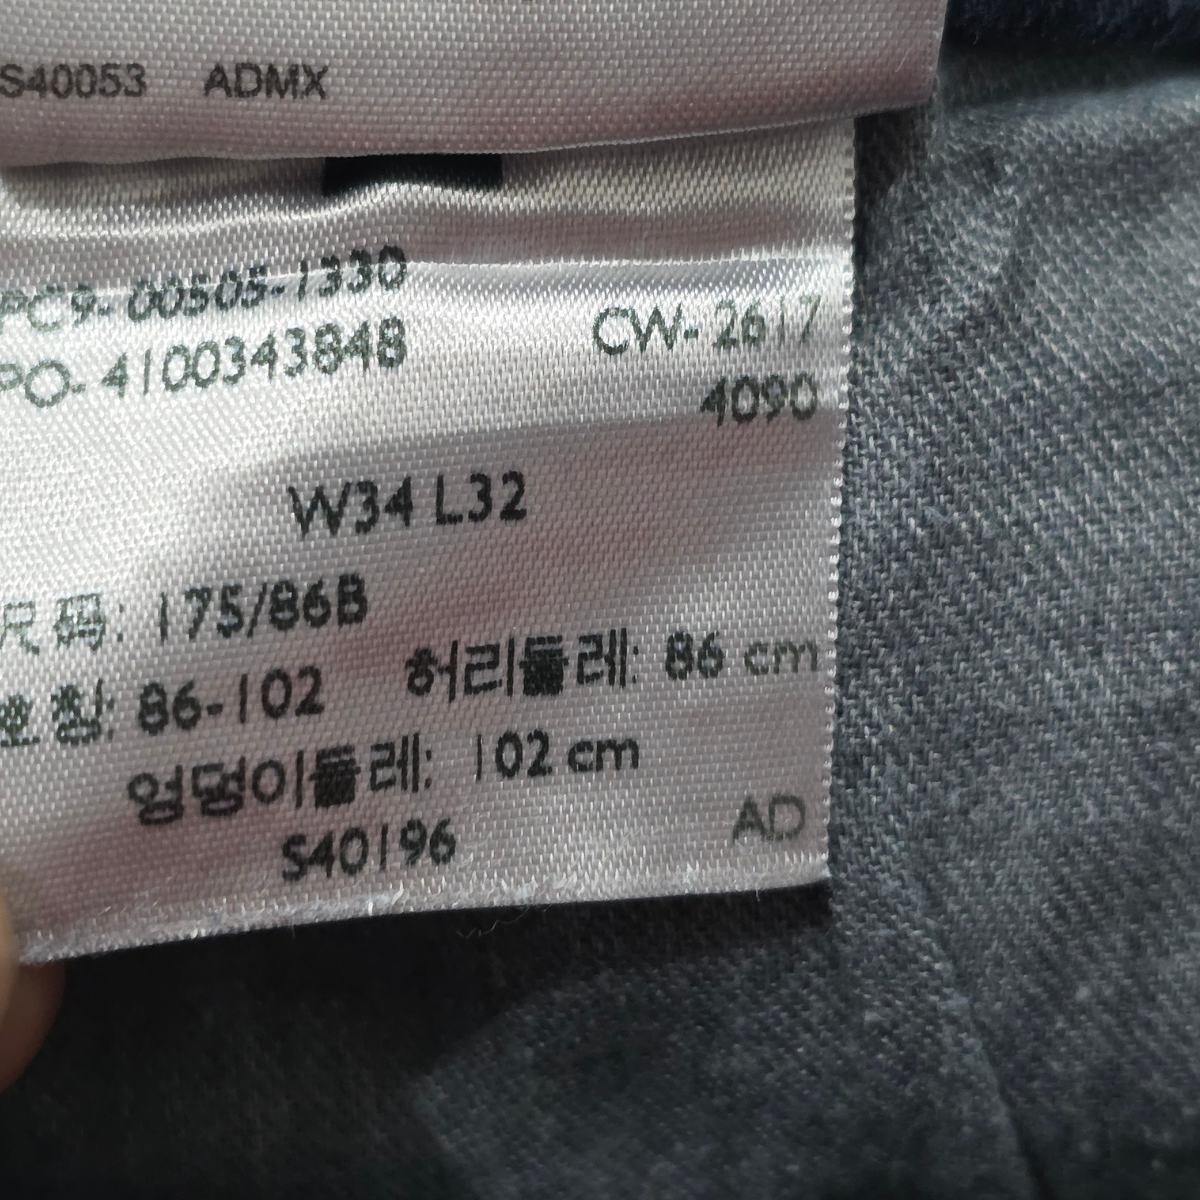 S40053 ADMX
PC9-00505-1330
PO-4100343848
CW-2617
4090
W34 L32
尺码: 175/86B
호칭: 86-102 허리둘레: 86 cm
엉덩이둘레: 102 cm
S40196
AD